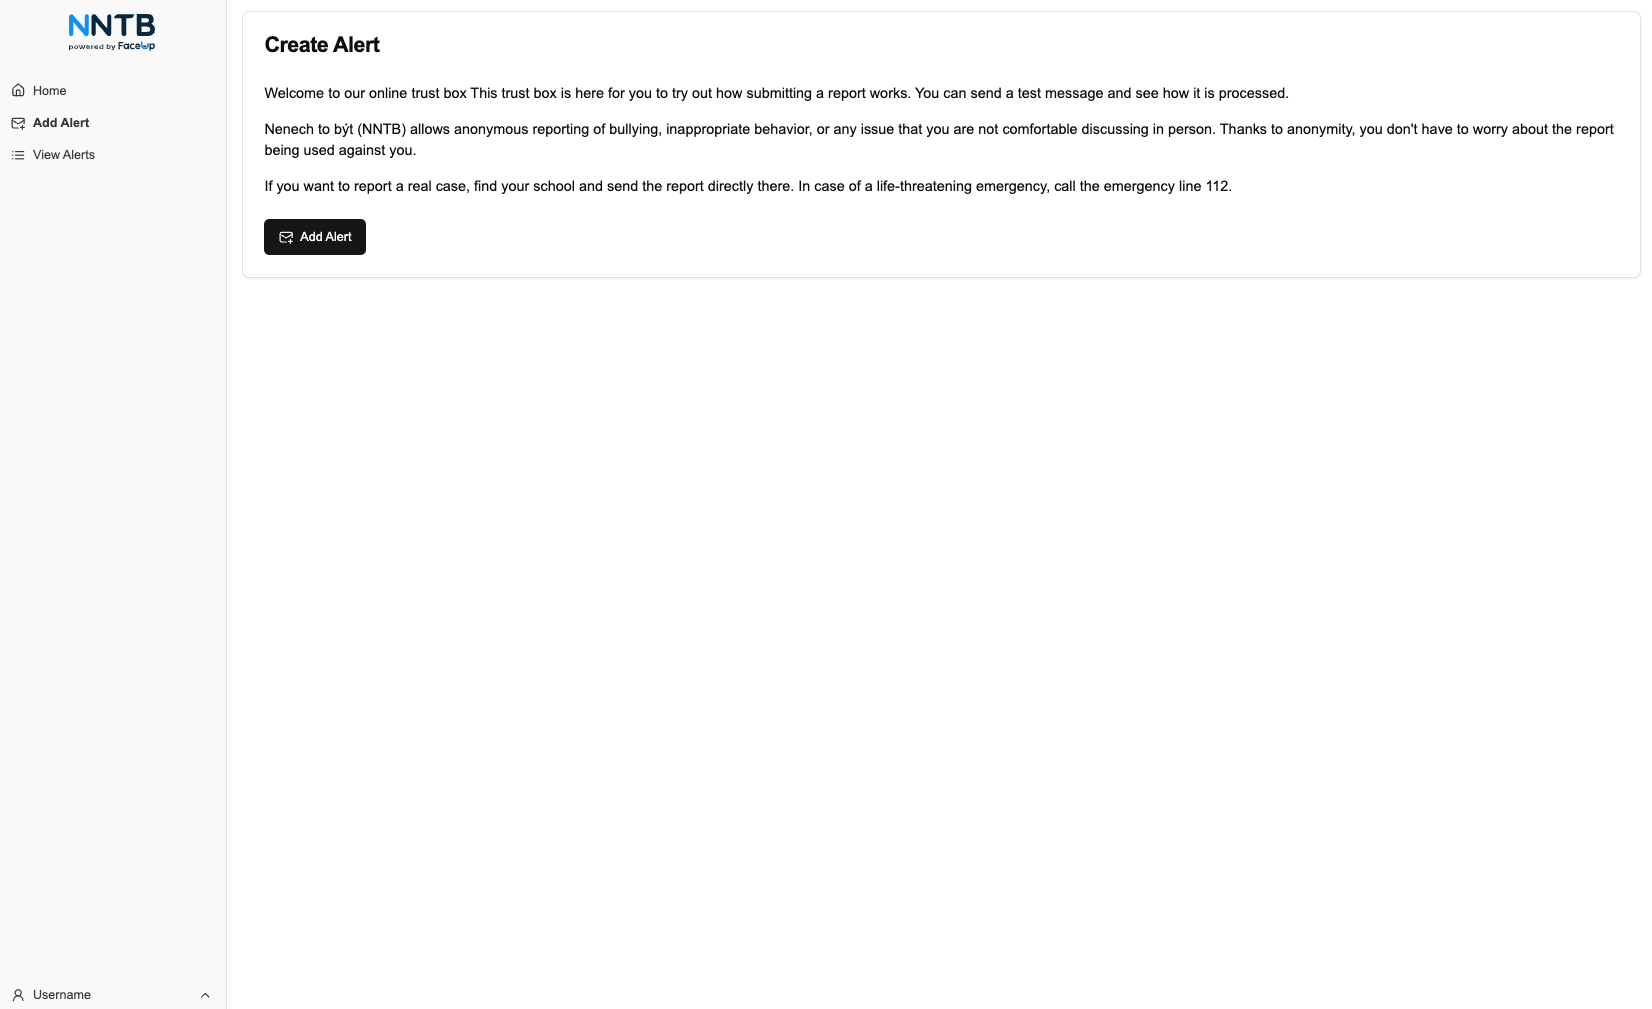 NNTB
powered by FaceUp
Home
Add Alert
View Alerts
Create Alert
Welcome to our online trust box This trust box is here for you to try out how submitting a report works. You can send a test message and see how it is processed.
Nenech to být (NNTB) allows anonymous reporting of bullying, inappropriate behavior, or any issue that you are not comfortable discussing in person. Thanks to anonymity, you don't have to worry about the report
being used against you.
If you want to report a real case, find your school and send the report directly there. In case of a life-threatening emergency, call the emergency line 112.
Add Alert
Username